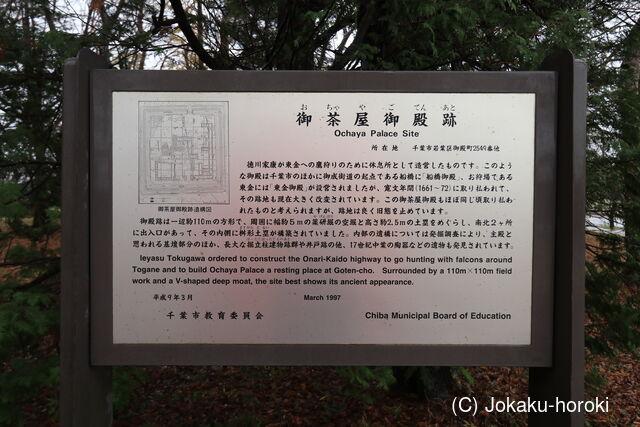 おちゃやごてんあと
御茶屋御殿跡
Ochaya Palace Site
所在地 千葉市若葉区御殿町2549番他
徳川家康が東金への鷹狩りのために休息所として造営したものです。このよう
な御殿は千葉市のほかに御成街道の起点である船橋に「船橋御殿」、お狩場である
東金には「東金御殿」が設営されましたが、寛文年間(1661〜72)に取り払われて、
その跡地も現在大きく改変されています。この御茶屋御殿もほぼ同じ頃取り払わ
れたものと考えられますが、跡地は良く旧態を止めています。
御殿跡は一辺約110mの方形で、周囲に幅約5m薬研堀の空堀と高さ約2.5mの土塁をめぐらし、南北2ヶ所
に出入口があって、その内側に桝形土塁が構築されていました。内部の遺構については発掘調査により、主殿と
思われる基壇部分のほか、長大な掘立柱建物跡群や井戸跡の他、17世紀中葉の陶器などの遺物も発見されています。
御茶屋御殿跡遺構図
Ieyasu Tokugawa ordered to construct the Onari-Kaido highway to go hunting with falcons around
Togane and to build Ochaya Palace a resting place at Goten-cho. Surrounded by a 110m×110m field
work and a V-shaped deep moat, the site best shows its ancient appearance.
平成9年3月 March 1997
千葉市教育委員会 Chiba Municipal Board of Education
(C) Jokaku-horoki